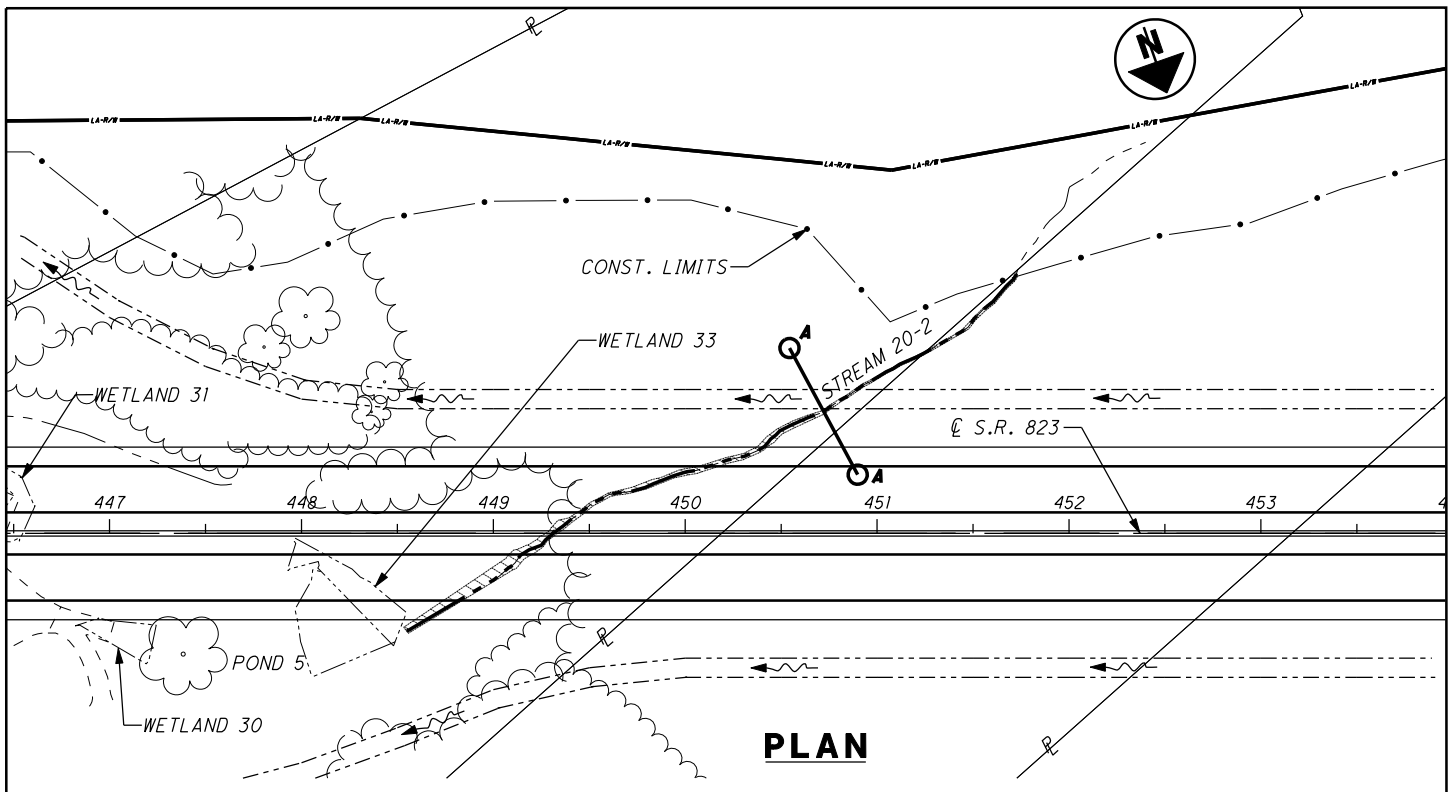 ℄
N
LA-R/W
LA-R/W
LA-R/W
LA-R/W
LA-R/W
LA-R/W
LA-R/W
LA-R/W
CONST. LIMITS
A
STREAM 20-2
WETLAND 33
WETLAND 31
℄ S.R. 823
A
447 448 449 450 451 452 453 4
℄
POND 5
WETLAND 30
℄
PLAN